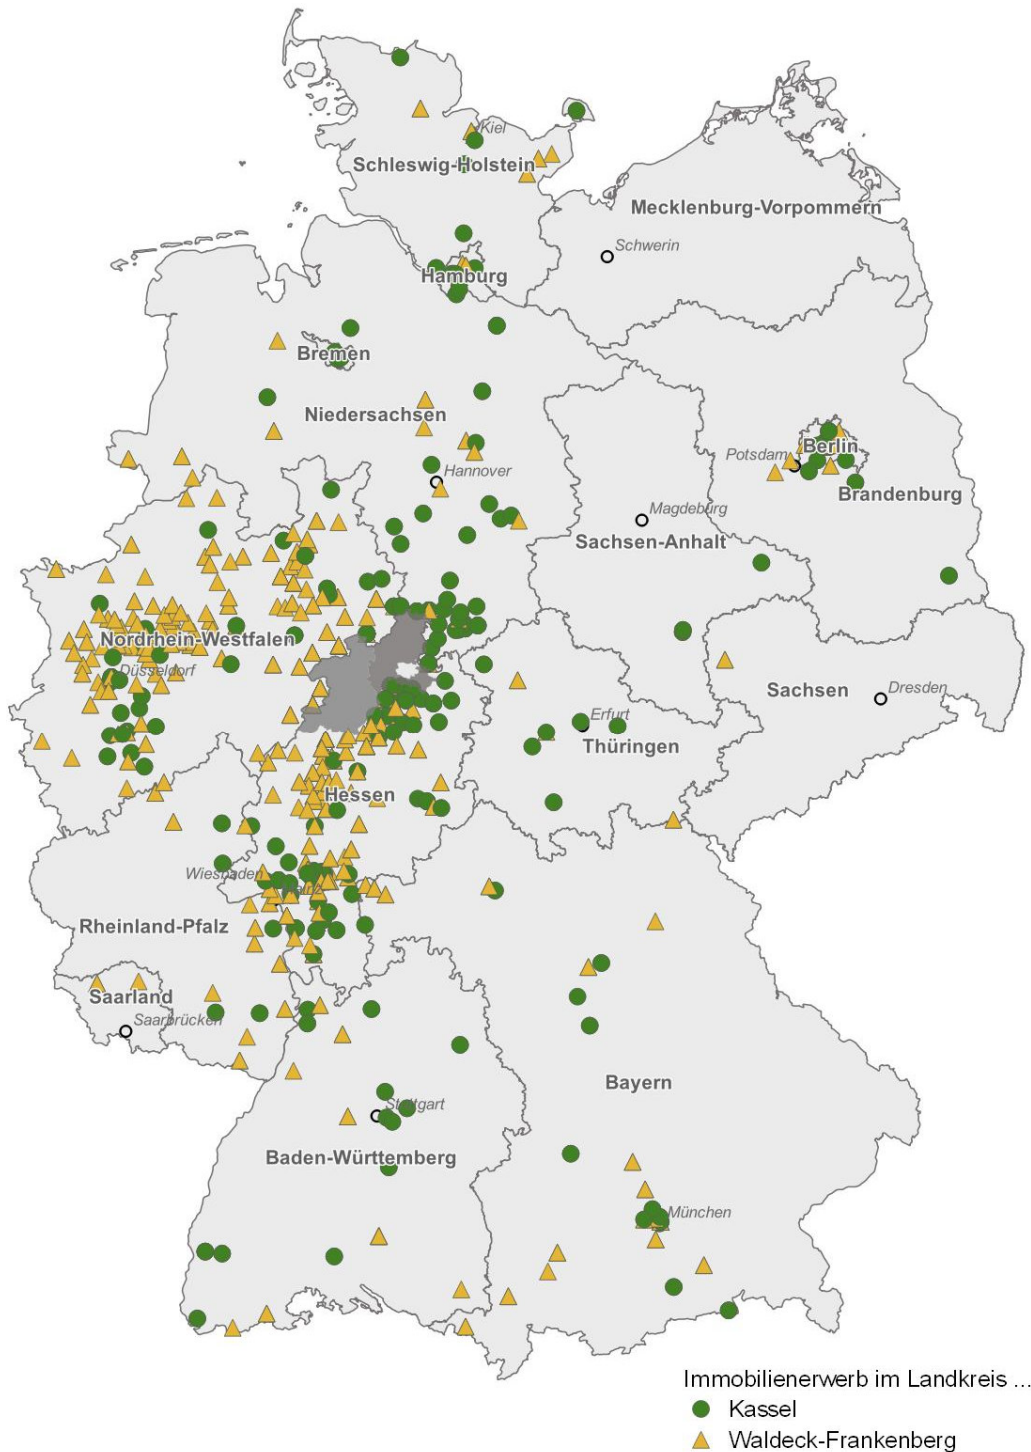 Kiel
Schleswig-Holstein
Mecklenburg-Vorpommern
Schwerin
Hamburg
Bremen
Niedersachsen
Hannover
Potsdam
Berlin
Brandenburg
Magdeburg
Sachsen-Anhalt
Nordrhein-Westfalen
Düsseldorf
Sachsen
Dresden
Erfurt
Thüringen
Hessen
Wiesbaden
Mainz
Rheinland-Pfalz
Saarland
Saarbrücken
Bayern
Stuttgart
Baden-Württemberg
München
Immobilienerwerb im Landkreis ...
Kassel
Waldeck-Frankenberg